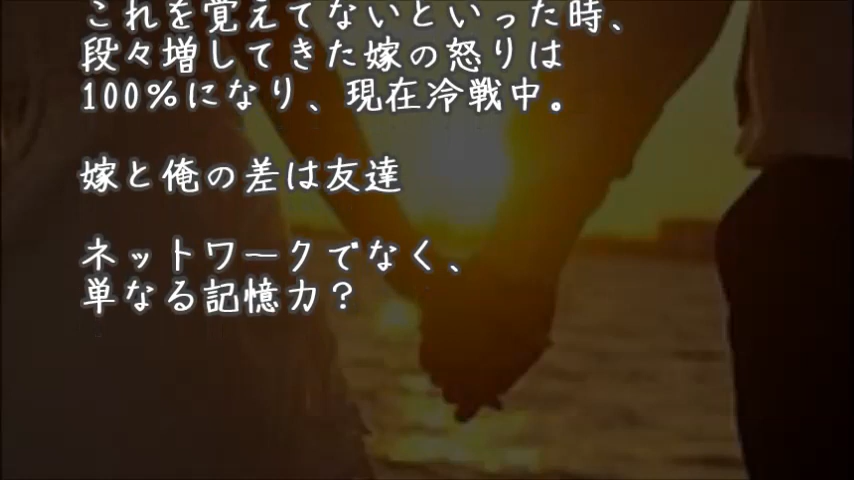 これを覚えてないといった時、
段々増してきた嫁の怒りは
100％になり、現在冷戦中。
嫁と俺の差は友達
ネットワークでなく、
単なる記憶力？